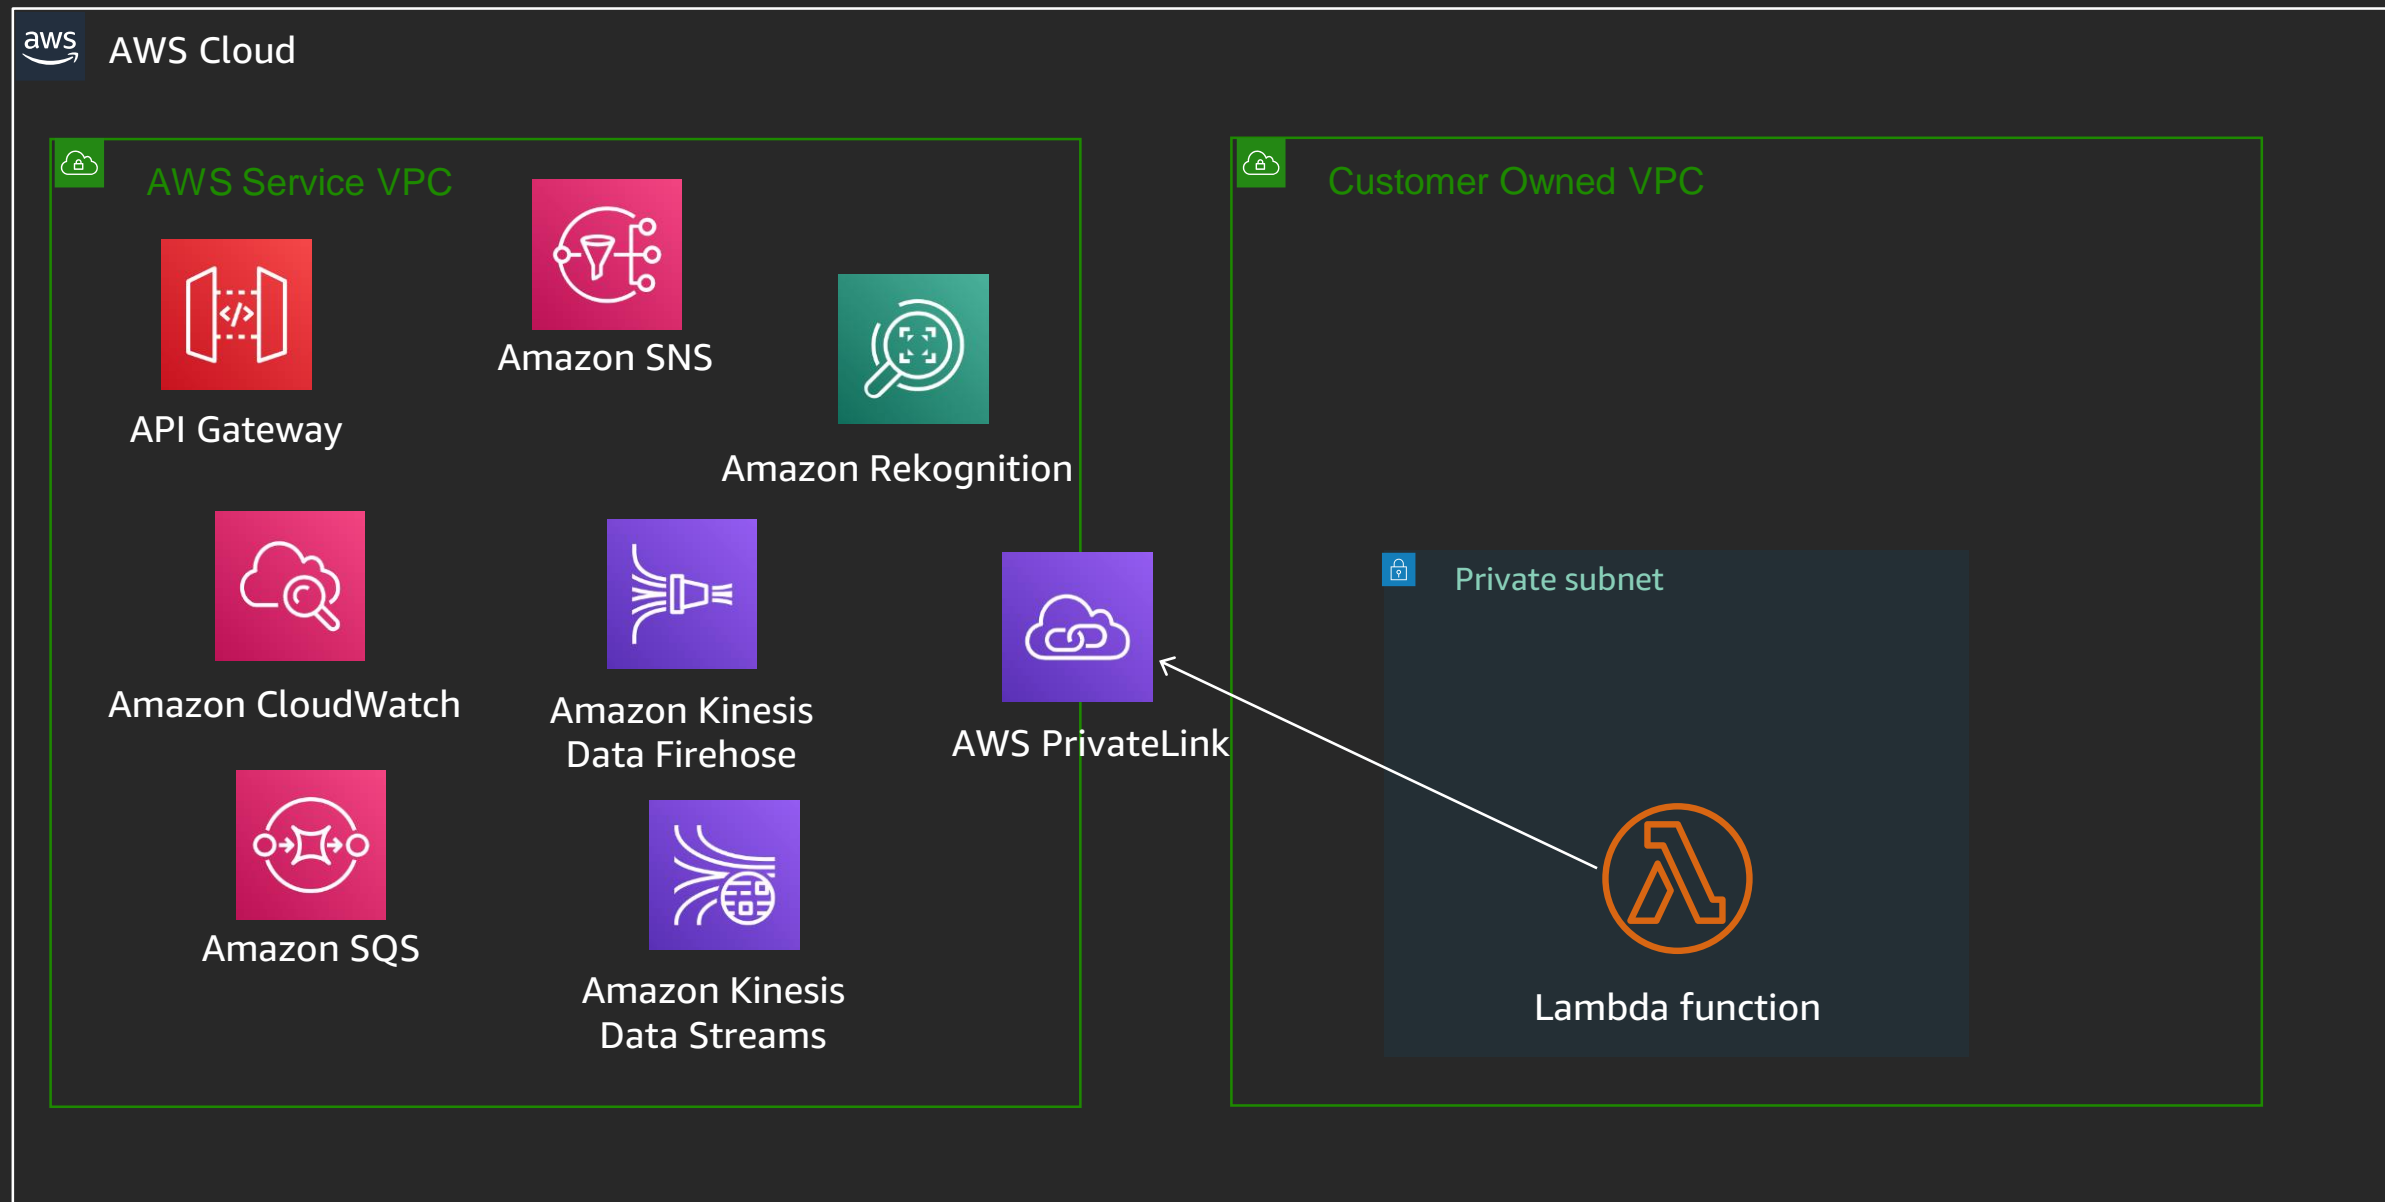 aws
AWS Cloud
AWS Service VPC
Amazon SNS
</>
API Gateway
Amazon Rekognition
Amazon CloudWatch
Amazon Kinesis
Data Firehose
AWS PrivateLink
Amazon SQS
Amazon Kinesis
Data Streams
Customer Owned VPC
Private subnet
Lambda function